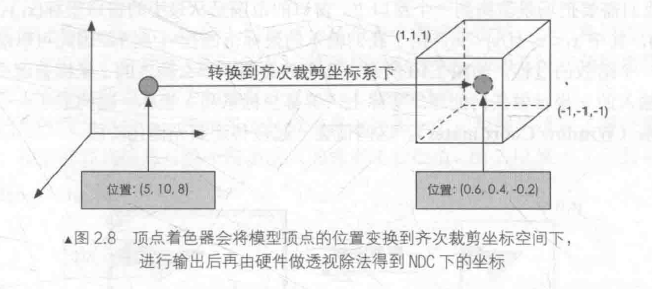 (1,1,1)
转换到齐次裁剪坐标系下
(-1,-1,-1)
位置: (5, 10, 8)
位置: (0.6, 0.4, -0.2)
▲图 2.8 顶点着色器会将模型顶点的位置变换到齐次裁剪坐标空间下，
进行输出后再由硬件做透视除法得到 NDC 下的坐标